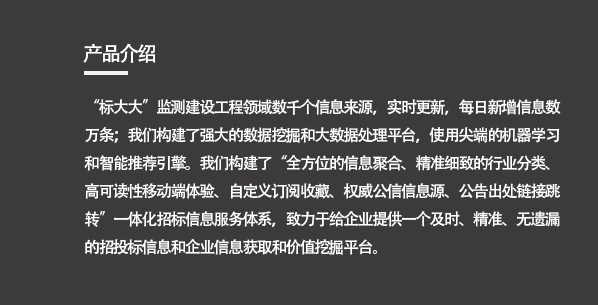 产品介绍
“标大大”监测建设工程领域数千个信息来源，实时更新，每日新增信息数
万条；我们构建了强大的数据挖掘和大数据处理平台，使用尖端的机器学习
和智能推荐引擎。我们构建了“全方位的信息聚合、精准细致的行业分类、
高可读性移动端体验、自定义订阅收藏、权威公信信息源、公告出处链接跳
转”一体化招标信息服务体系，致力于给企业提供一个及时、精准、无遗漏
的招投标信息和企业信息获取和价值挖掘平台。